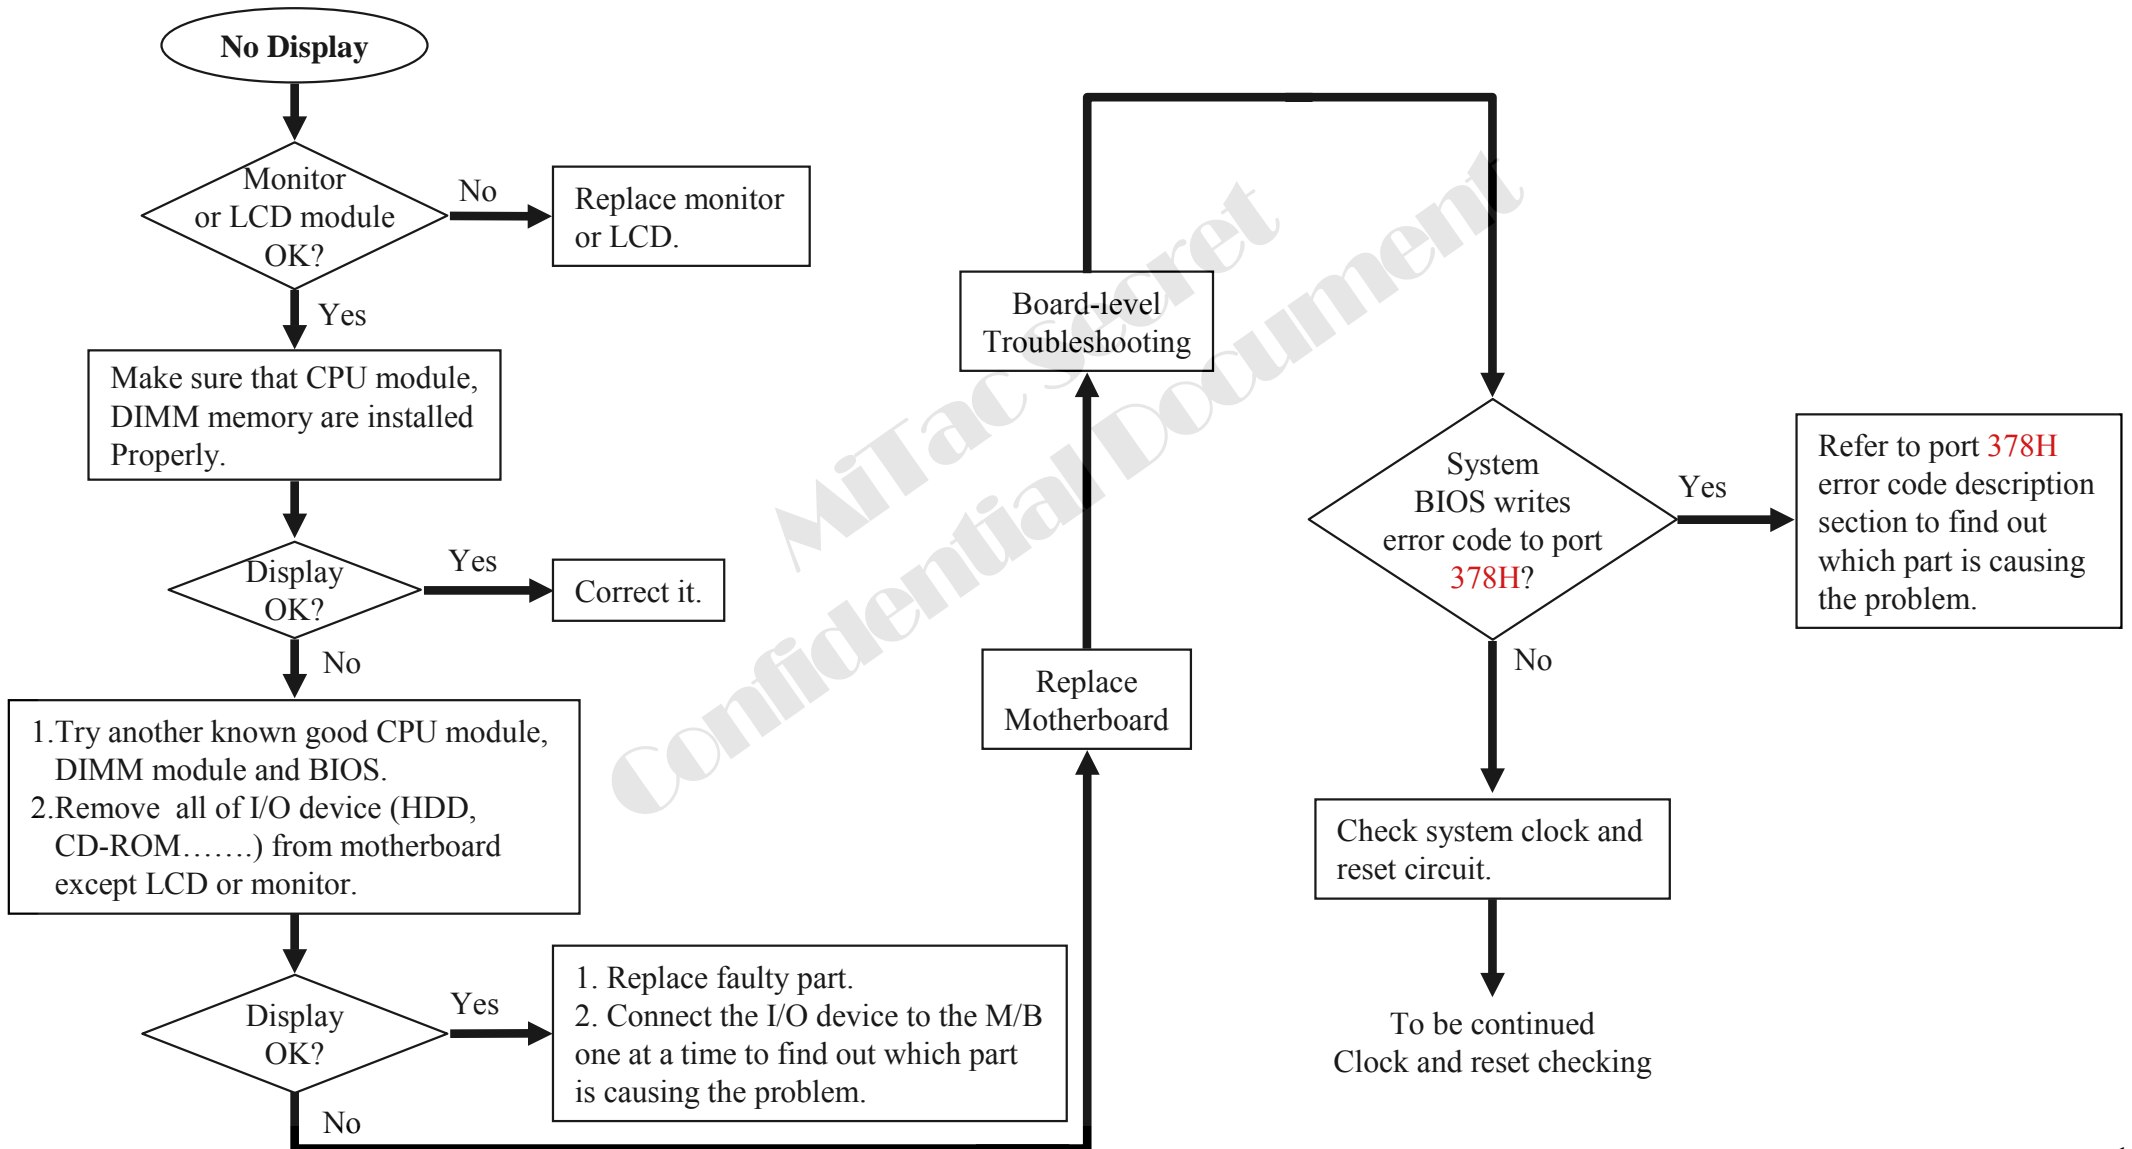 No Display
Monitor
or LCD module
OK?
No
Replace monitor
or LCD.
Yes
Make sure that CPU module,
DIMM memory are installed
Properly.
Display
OK?
Yes
Correct it.
No
1.Try another known good CPU module,
DIMM module and BIOS.
2.Remove  all of I/O device (HDD,
CD-ROM…….) from motherboard
except LCD or monitor.
Display
OK?
Yes
1. Replace faulty part.
2. Connect the I/O device to the M/B
one at a time to find out which part
is causing the problem.
No
Replace
Motherboard
Board-level
Troubleshooting
System
BIOS writes
error code to port
378H?
Yes
Refer to port 378H
error code description
section to find out
which part is causing
the problem.
No
Check system clock and
reset circuit.
To be continued
Clock and reset checking
MiTac Secret
Confidential Document